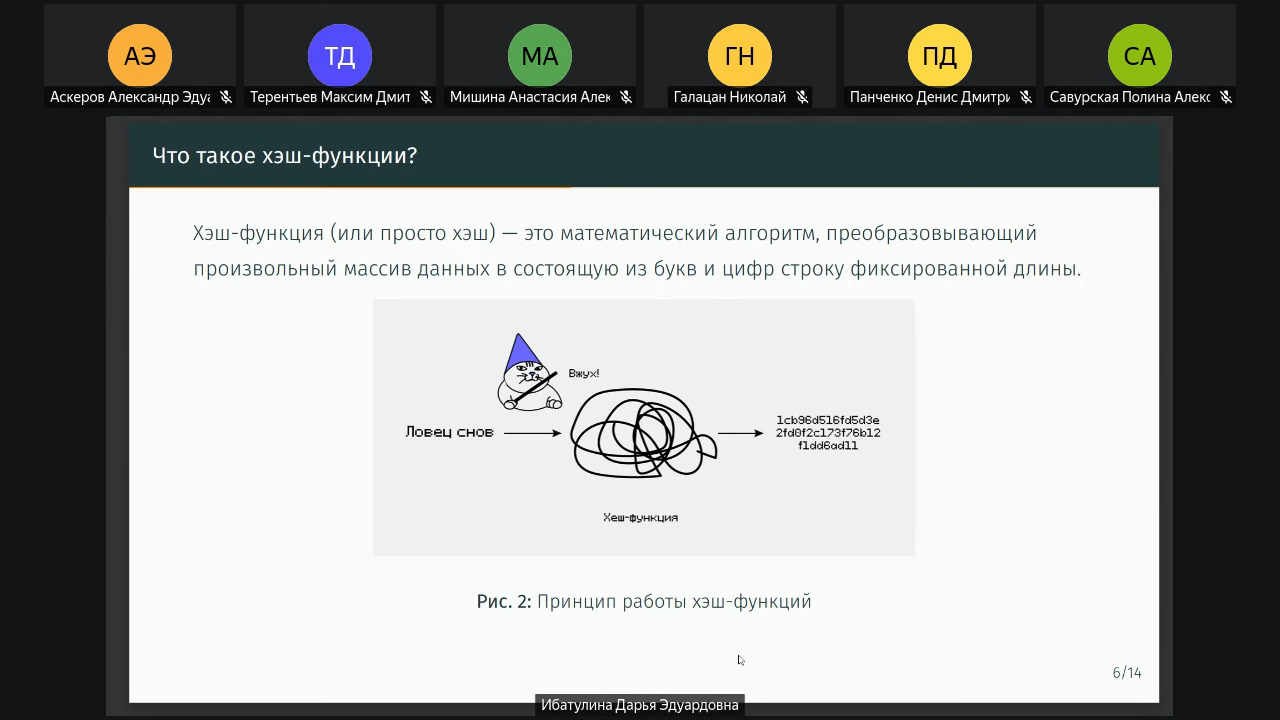 АЭ
ТД
МА
ГН
ПД
СА
Аскеров Александр Эдуа
Терентьев Максим Дмит
Мишина Анастасия Алек
Галацан Николай
Панченко Денис Дмитри
Савурская Полина Алекс
Что такое хэш-функции?
Хэш-функция (или просто хэш) — это математический алгоритм, преобразовывающий
произвольный массив данных в состоящую из букв и цифр строку фиксированной длины.
Вжух!
Ловец снов
1cb96d516fd5d3e
2fd0f2c173f76b12
f1dd6ad11
Хеш-функция
Рис. 2: Принцип работы хэш-функций
6/14
Ибатулина Дарья Эдуардовна